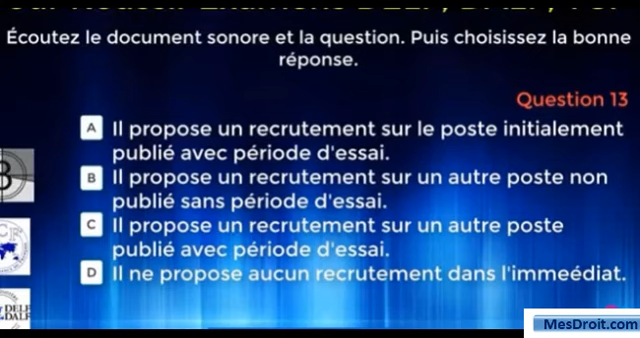 Écoutez le document sonore et la question. Puis choisissez la bonne
réponse.
Question 13
A Il propose un recrutement sur le poste initialement
publié avec période d'essai.
B Il propose un recrutement sur un autre poste non
publié sans période d'essai.
C Il propose un recrutement sur un autre poste
publié avec période d'essai.
D Il ne propose aucun recrutement dans l'immeédiat.
DELF
DALF
MesDroit.com